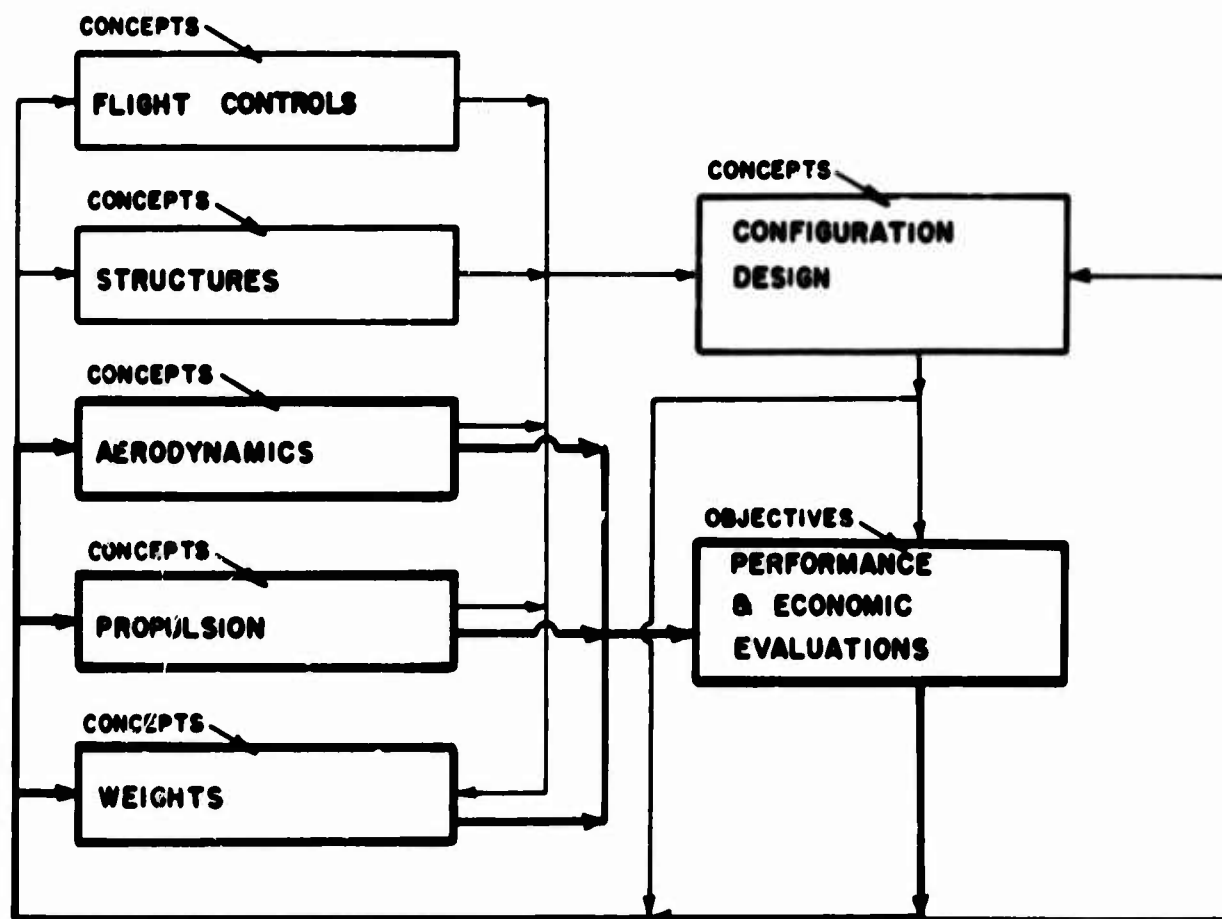 CONCEPTS
FLIGHT CONTROLS
CONCEPTS
STRUCTURES
CONCEPTS
AERODYNAMICS
CONCEPTS
PROPULSION
CONCEPTS
WEIGHTS
CONCEPTS
CONFIGURATION
DESIGN
OBJECTIVES
PERFORMANCE
& ECONOMIC
EVALUATIONS